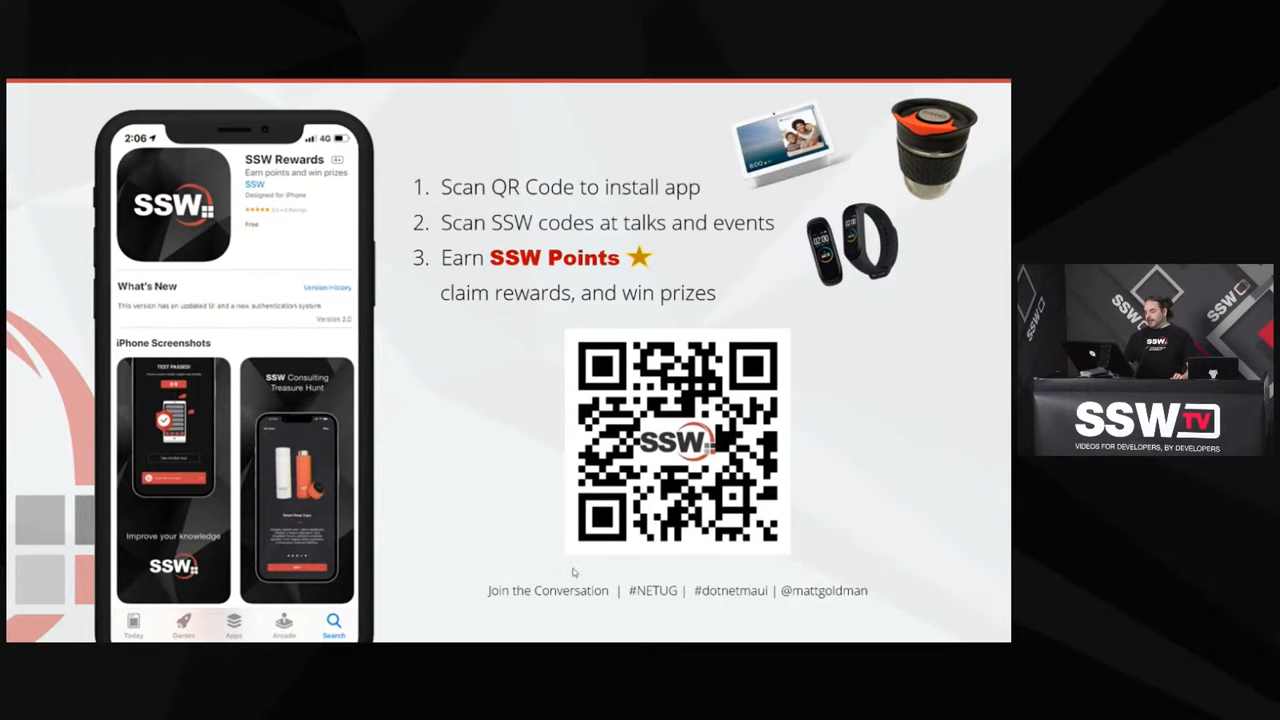 2:06
4G
SSW Rewards
4+
Earn points and win prizes
SSW
Designed for iPhone
Free
SSW
What's New
Version History
This version has an updated UI and a new authentication system
Version 2.0
iPhone Screenshots
TEST PASSED!
Improve your knowledge
SSW
SSW Consulting
Treasure Hunt
Today
Games
Apps
Arcade
Search
1. Scan QR Code to install app
2. Scan SSW codes at talks and events
3. Earn SSW Points
claim rewards, and win prizes
SSW
Join the Conversation | #NETUG | #dotnetmaui | @mattgoldman
SSW
SSW
SSW
SSW
SSW TV
VIDEOS FOR DEVELOPERS, BY DEVELOPERS